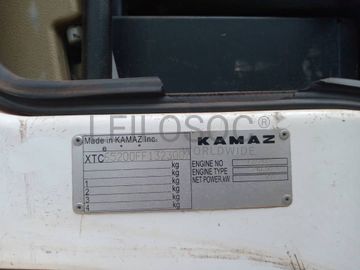 LEILOSOC®
WORLDWIDE
Made in KAMAZ Inc.
KAMAZ
XTC
kg
kg
1 kg
2 kg
3 kg
4 kg
ENGINE NO
ENGINE TYPE
NET POWER, kW